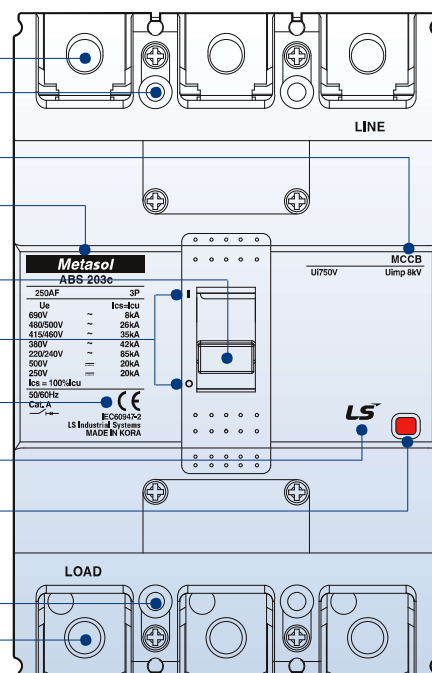 LINE
MCCB
Ui750V Uimp 8kV
Metasol
ABS 203c
250AF 3P
Ue Ics=Icu
690V ~ 8kA
480/500V ~ 26kA
415/460V ~ 35kA
380V ~ 42kA
220/240V ~ 85kA
500V ⎓ 20kA
250V ⎓ 20kA
Ics = 100%Icu
50/60Hz
Cat. A
CE
IEC60947-2
LS Industrial Systems
MADE IN KORA
I
O
LS
LOAD